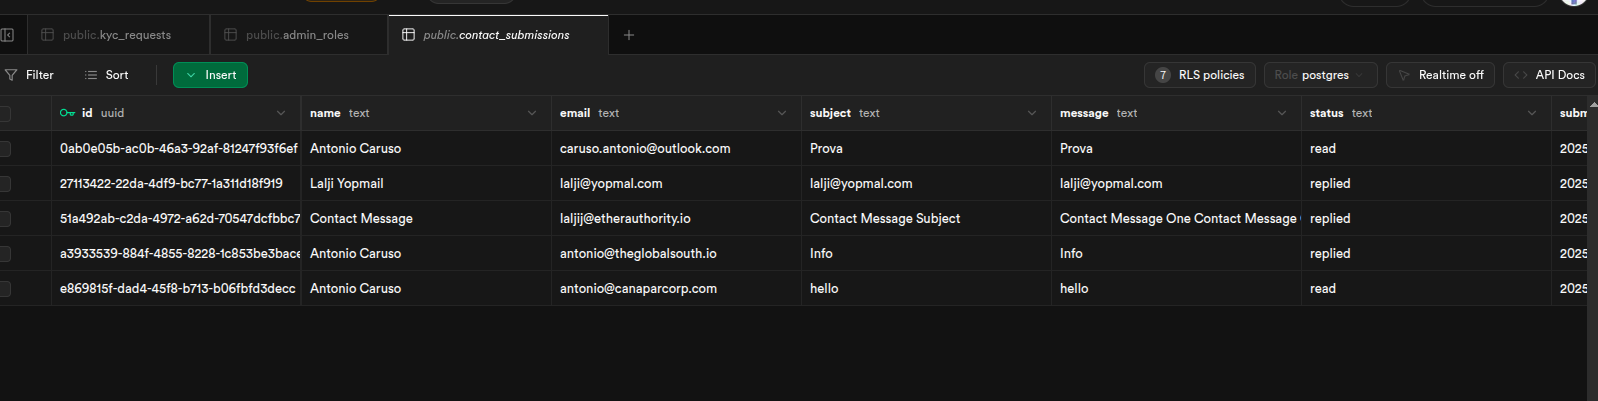 public.kyc_requests public.admin_roles public.contact_submissions +
Filter Sort Insert 7 RLS policies Role postgres Realtime off API Docs
id uuid name text email text subject text message text status text subm
0ab0e05b-ac0b-46a3-92af-81247f93f6ef Antonio Caruso caruso.antonio@outlook.com Prova Prova read 2025
27113422-22da-4df9-bc77-1a311d18f919 Lalji Yopmail lalji@yopmal.com lalji@yopmal.com lalji@yopmal.com replied 2025
51a492ab-c2da-4972-a62d-70547dcfbbc7 Contact Message laljij@etherauthority.io Contact Message Subject Contact Message One Contact Message replied 2025
a3933539-884f-4855-8228-1c853be3bace Antonio Caruso antonio@theglobalsouth.io Info Info replied 2025
e869815f-dad4-45f8-b713-b06fbfd3decc Antonio Caruso antonio@canaparcorp.com hello hello read 2025